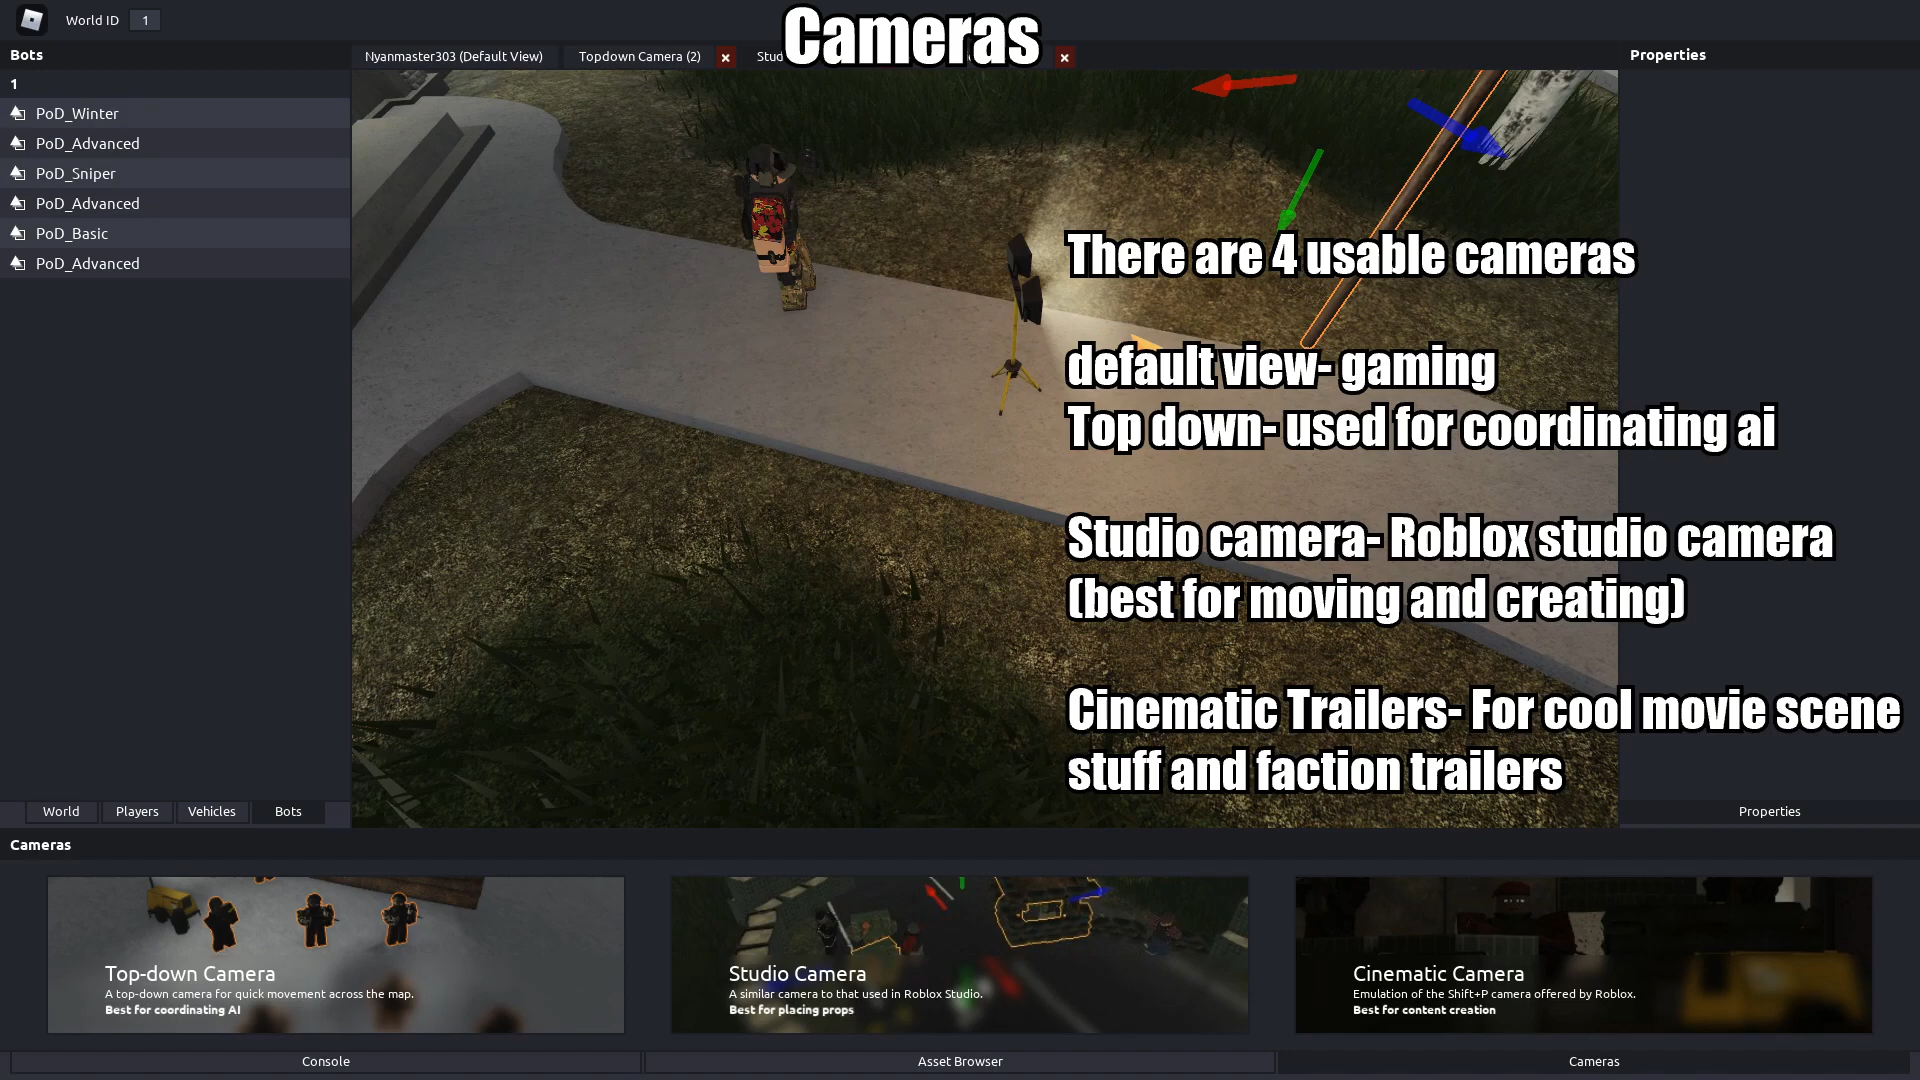 World ID 1
Cameras
Bots
Nyanmaster303 (Default View)
Topdown Camera (2)
x
Stud
x
Properties
1
PoD_Winter
PoD_Advanced
PoD_Sniper
PoD_Advanced
PoD_Basic
PoD_Advanced
There are 4 usable cameras
default view- gaming
Top down- used for coordinating ai
Studio camera- Roblox studio camera
(best for moving and creating)
Cinematic Trailers- For cool movie scene
stuff and faction trailers
World
Players
Vehicles
Bots
Properties
Cameras
Top-down Camera
A top-down camera for quick movement across the map.
Best for coordinating AI
Studio Camera
A similar camera to that used in Roblox Studio.
Best for placing props
Cinematic Camera
Emulation of the Shift+P camera offered by Roblox.
Best for content creation
Console
Asset Browser
Cameras